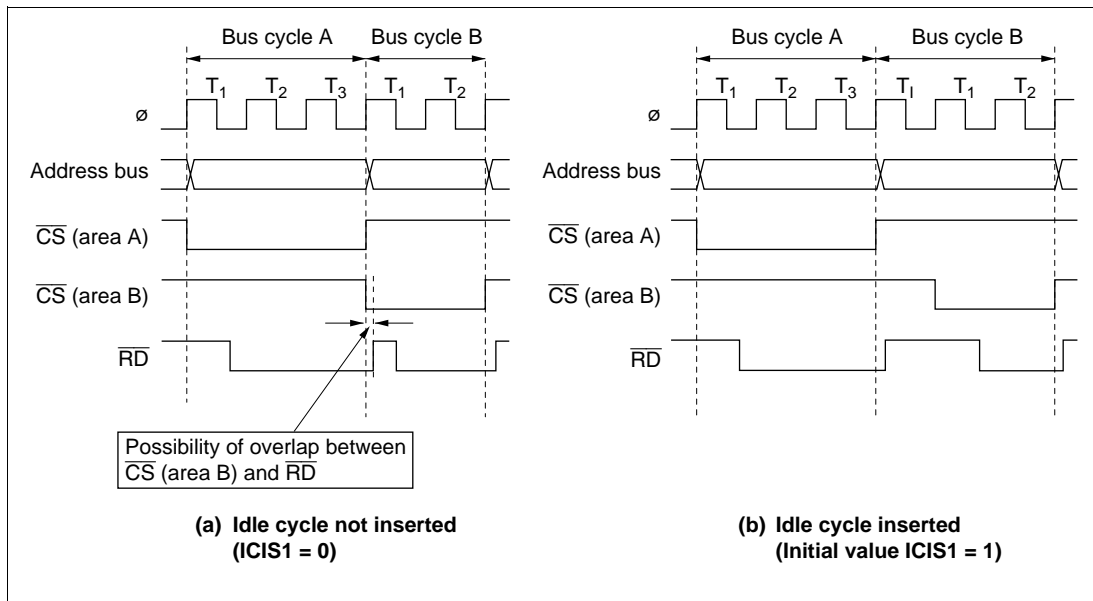 Bus cycle A Bus cycle B
T1 T2 T3 T1 T2
ø
Address bus
CS (area A)
CS (area B)
RD
Possibility of overlap between
CS (area B) and RD
(a) Idle cycle not inserted
(ICIS1 = 0)
Bus cycle A Bus cycle B
T1 T2 T3 TI T1 T2
ø
Address bus
CS (area A)
CS (area B)
RD
(b) Idle cycle inserted
(Initial value ICIS1 = 1)